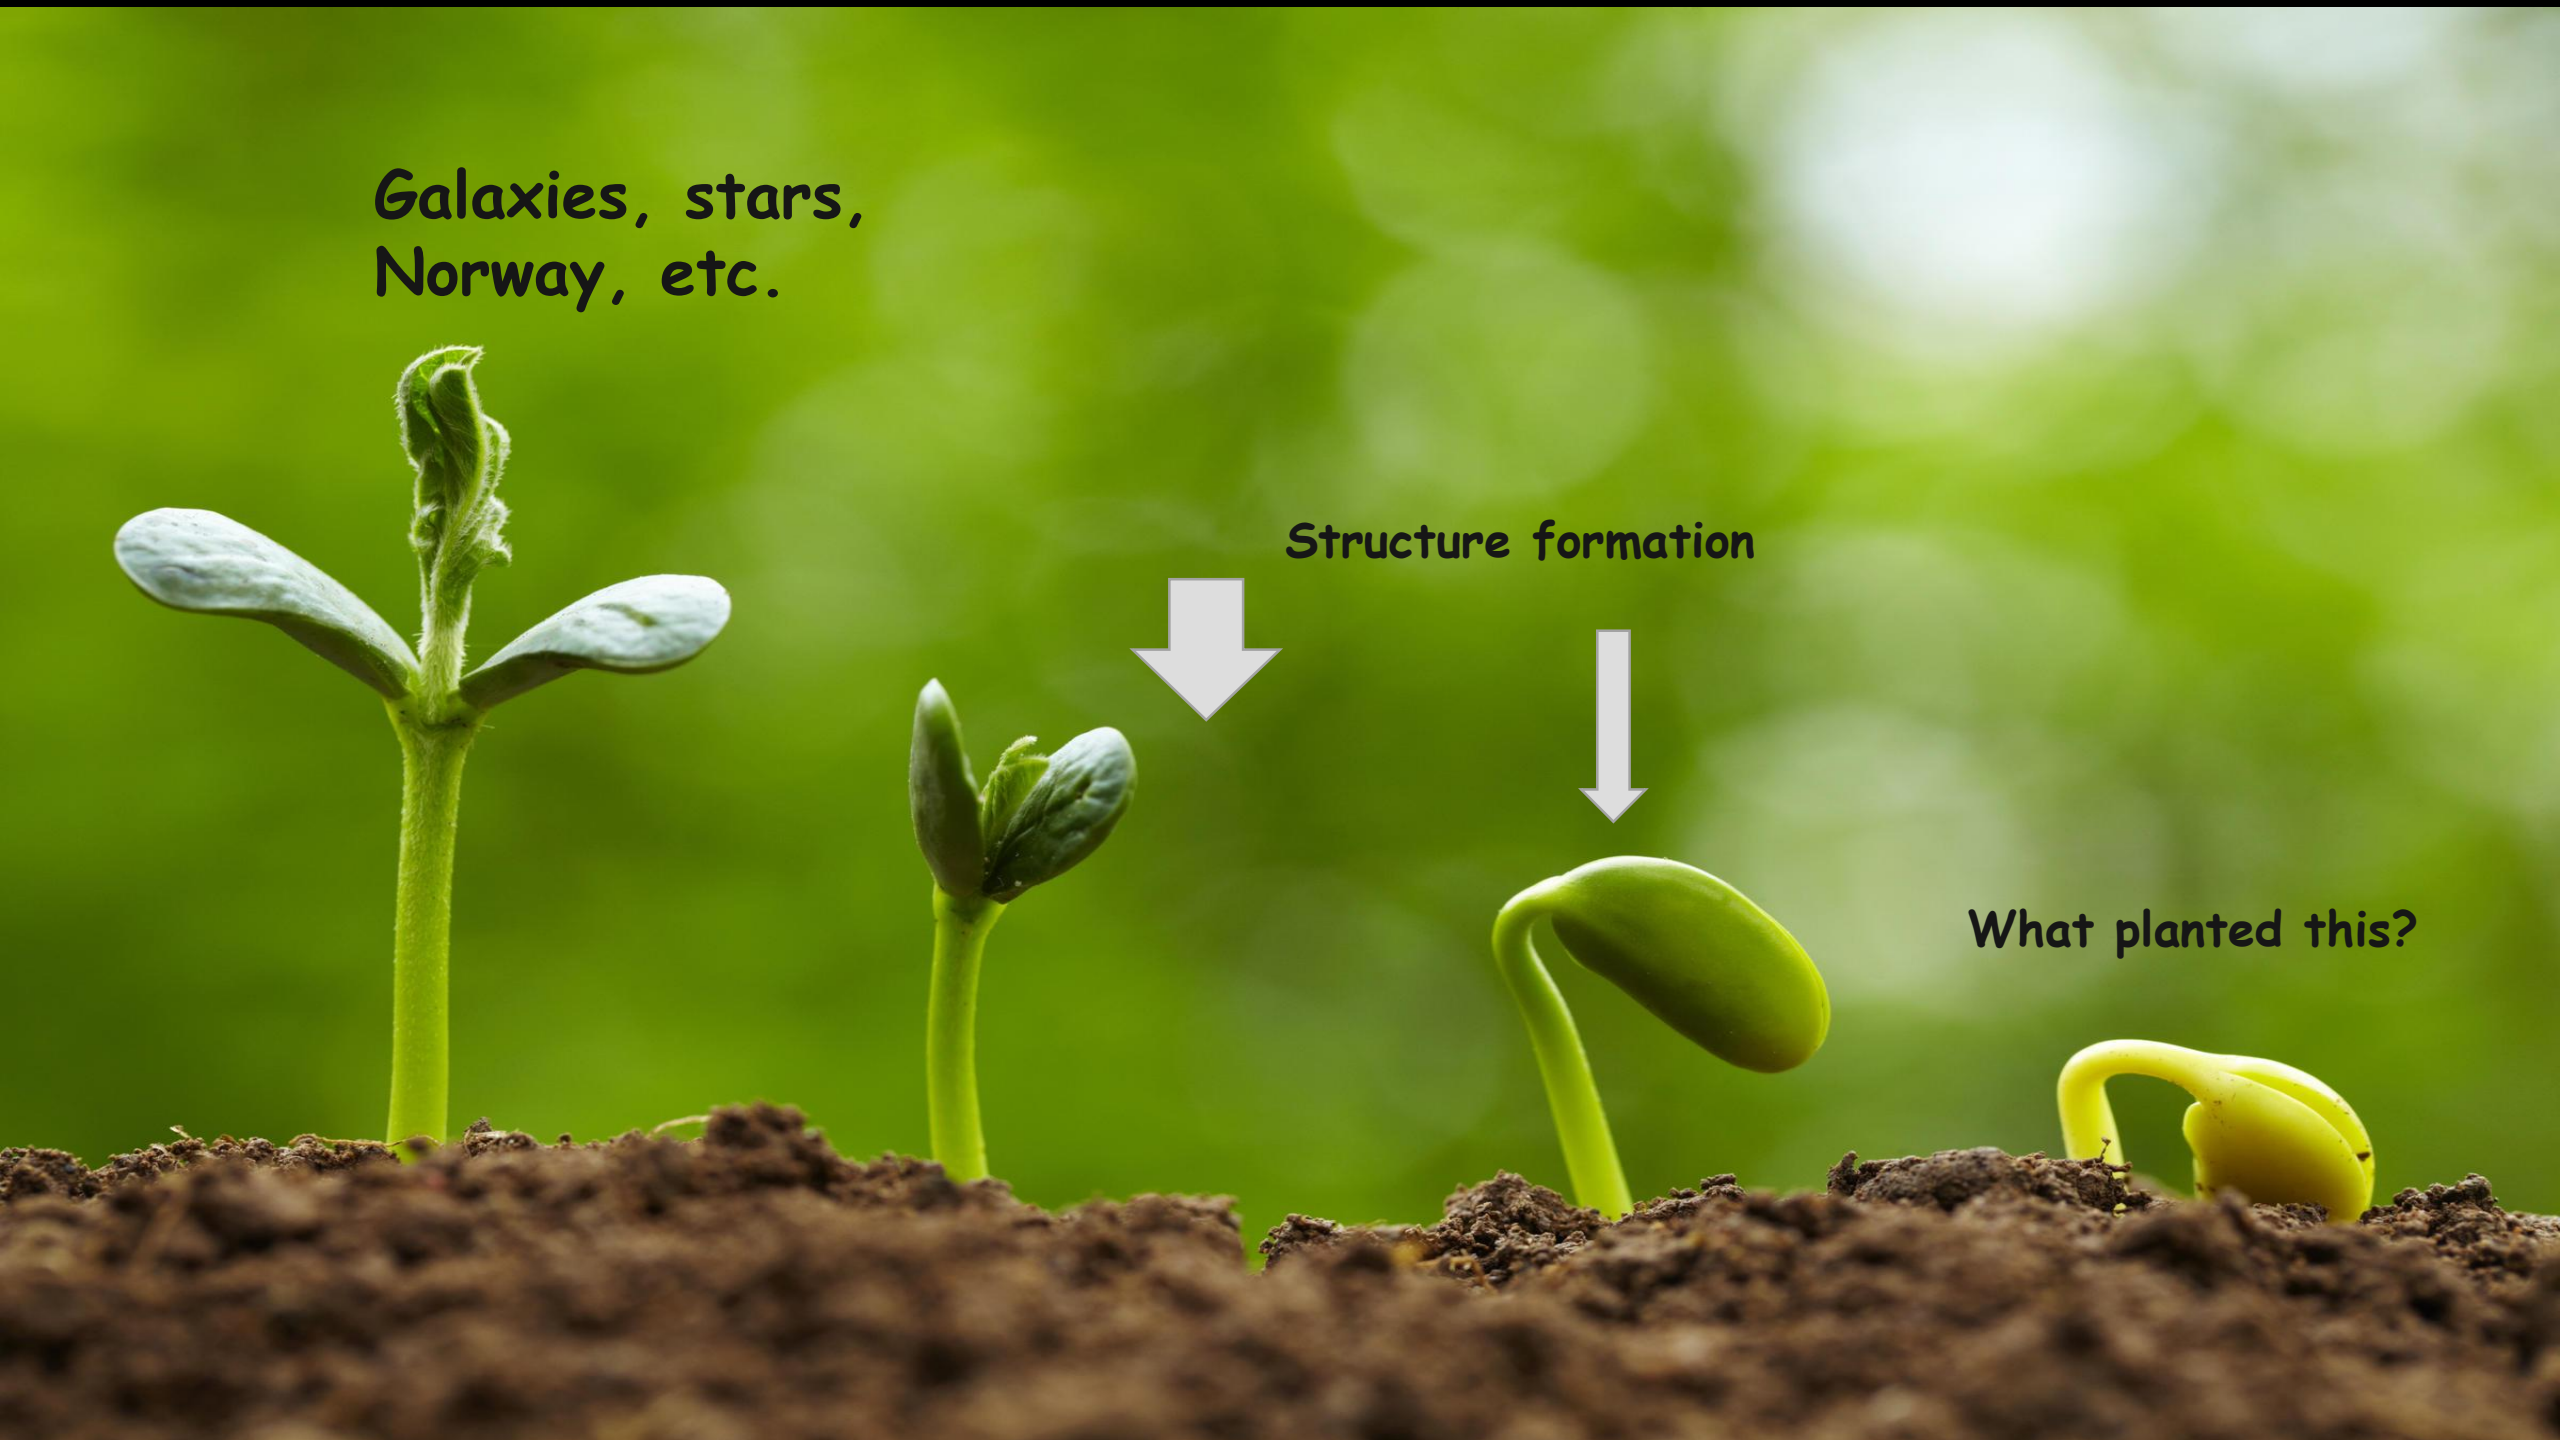 Galaxies, stars,
Norway, etc.
Structure formation
What planted this?